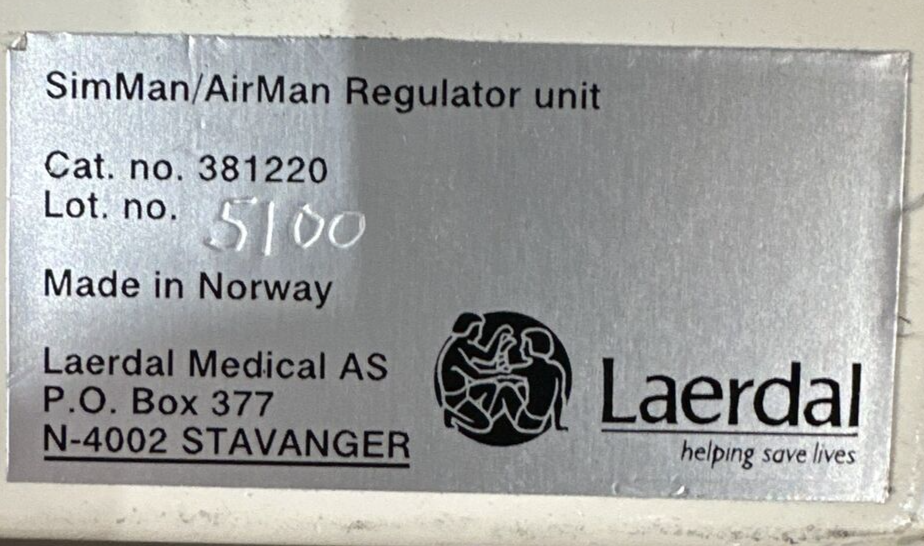 SimMan/AirMan Regulator unit
Cat. no. 381220
Lot. no. 5100
Made in Norway
Laerdal Medical AS
P.O. Box 377
N-4002 STAVANGER
Laerdal
helping save lives